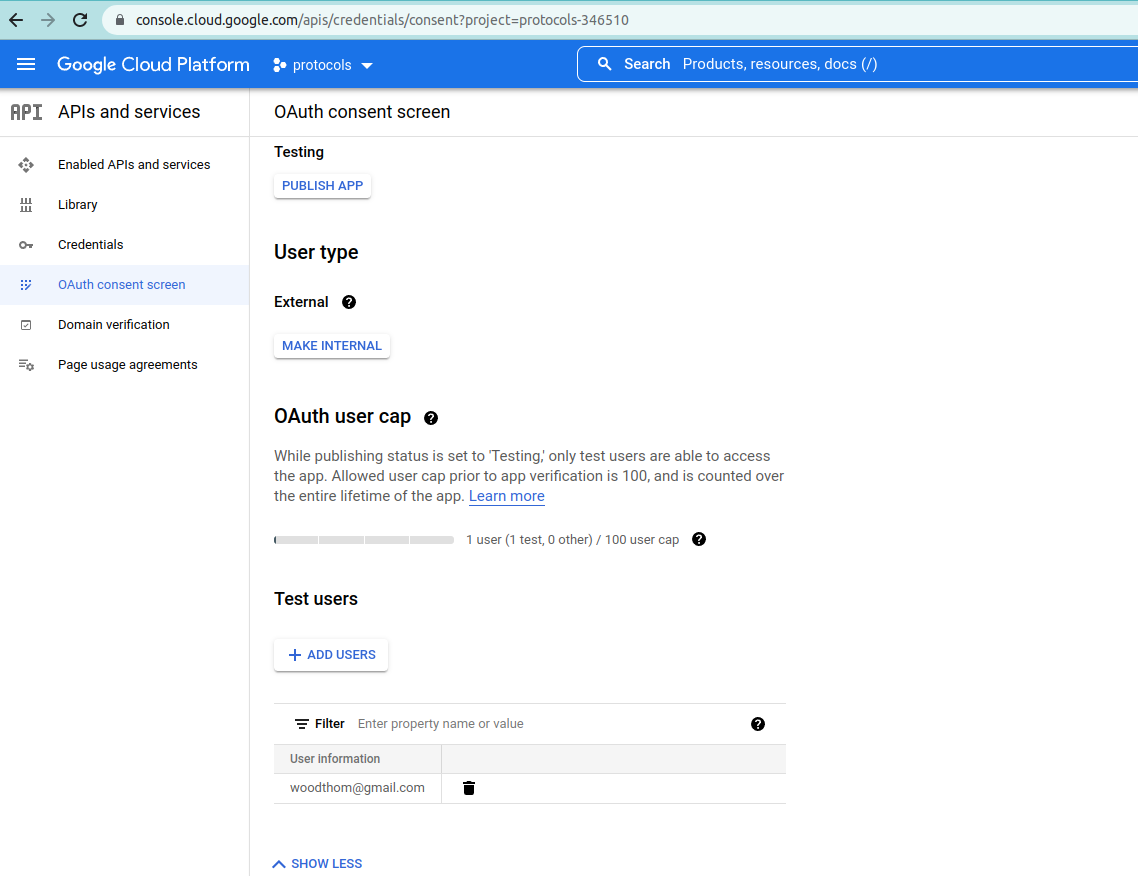 console.cloud.google.com/apis/credentials/consent?project=protocols-346510
Google Cloud Platform
protocols
Search Products, resources, docs (/)
API APIs and services
OAuth consent screen
Enabled APIs and services
Library
Credentials
OAuth consent screen
Domain verification
Page usage agreements
Testing
PUBLISH APP
User type
External
MAKE INTERNAL
OAuth user cap
While publishing status is set to 'Testing,' only test users are able to access
the app. Allowed user cap prior to app verification is 100, and is counted over
the entire lifetime of the app. Learn more
1 user (1 test, 0 other) / 100 user cap
Test users
+ ADD USERS
Filter Enter property name or value
User information
woodthom@gmail.com
SHOW LESS